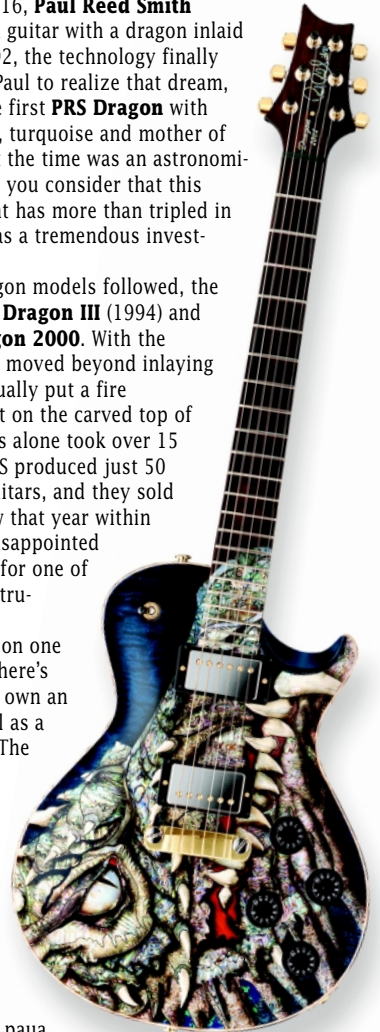 16, Paul Reed Smith
guitar with a dragon inlaid
2, the technology finally
Paul to realize that dream,
first PRS Dragon with
, turquoise and mother of
the time was an astronomi-
you consider that this
t has more than tripled in
as a tremendous invest-
gon models followed, the
Dragon III (1994) and
on 2000. With the
moved beyond inlaying
ually put a fire
t on the carved top of
s alone took over 15
S produced just 50
itars, and they sold
that year within
sappointed
for one of
tru-
on one
here's
own an
l as a
The
paua